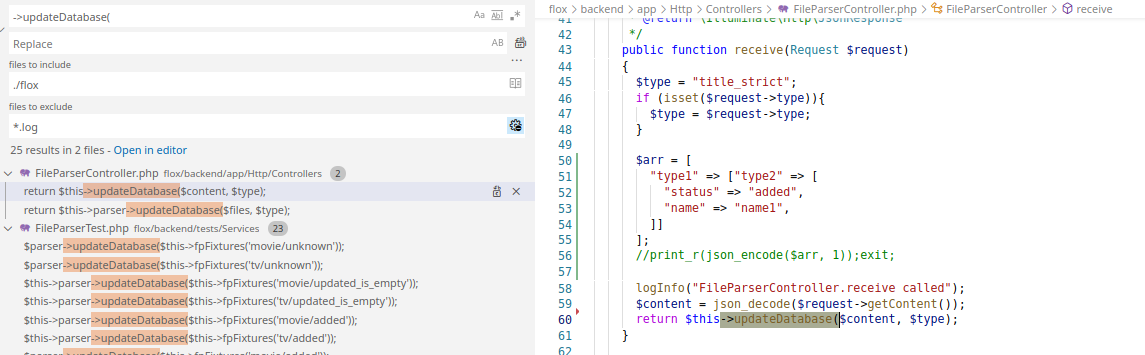 ->updateDatabase(
Aa Abl .*
Replace
AB
files to include
./flox
files to exclude
*.log
25 results in 2 files - Open in editor
FileParserController.php flox/backend/app/Http/Controllers 2
return $this->updateDatabase($content, $type);
return $this->parser->updateDatabase($files, $type);
FileParserTest.php flox/backend/tests/Services 23
$parser->updateDatabase($this->fpFixtures('movie/unknown'));
$parser->updateDatabase($this->fpFixtures('tv/unknown'));
$this->parser->updateDatabase($this->fpFixtures('movie/updated_is_empty'));
$this->parser->updateDatabase($this->fpFixtures('tv/updated_is_empty'));
$this->parser->updateDatabase($this->fpFixtures('movie/added'));
$this->parser->updateDatabase($this->fpFixtures('tv/added'));
$this->parser->updateDatabase($this->fpFixtures('movie/added'));
flox > backend > app > Http > Controllers > FileParserController.php > FileParserController > receive
41 * @return \Illuminate\Http\JsonResponse
42 */
43 public function receive(Request $request)
44 {
45 $type = "title_strict";
46 if (isset($request->type)){
47 $type = $request->type;
48 }
49
50 $arr = [
51 "type1" => ["type2" => [
52 "status" => "added",
53 "name" => "name1",
54 ]]
55 ];
56 //print_r(json_encode($arr, 1));exit;
57
58 logInfo("FileParserController.receive called");
59 $content = json_decode($request->getContent());
60 return $this->updateDatabase($content, $type);
61 }
62